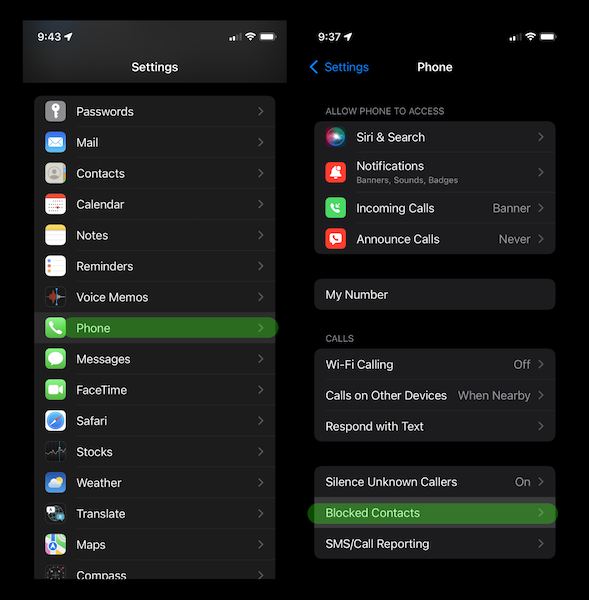 9:43
Settings
Passwords
Mail
Contacts
Calendar
Notes
Reminders
Voice Memos
Phone
Messages
FaceTime
Safari
Stocks
Weather
Translate
Maps
Compass
9:37
Settings
Phone
ALLOW PHONE TO ACCESS
Siri & Search
Notifications
Banners, Sounds, Badges
Incoming Calls Banner
Announce Calls Never
My Number
CALLS
Wi-Fi Calling Off
Calls on Other Devices When Nearby
Respond with Text
Silence Unknown Callers On
Blocked Contacts
SMS/Call Reporting